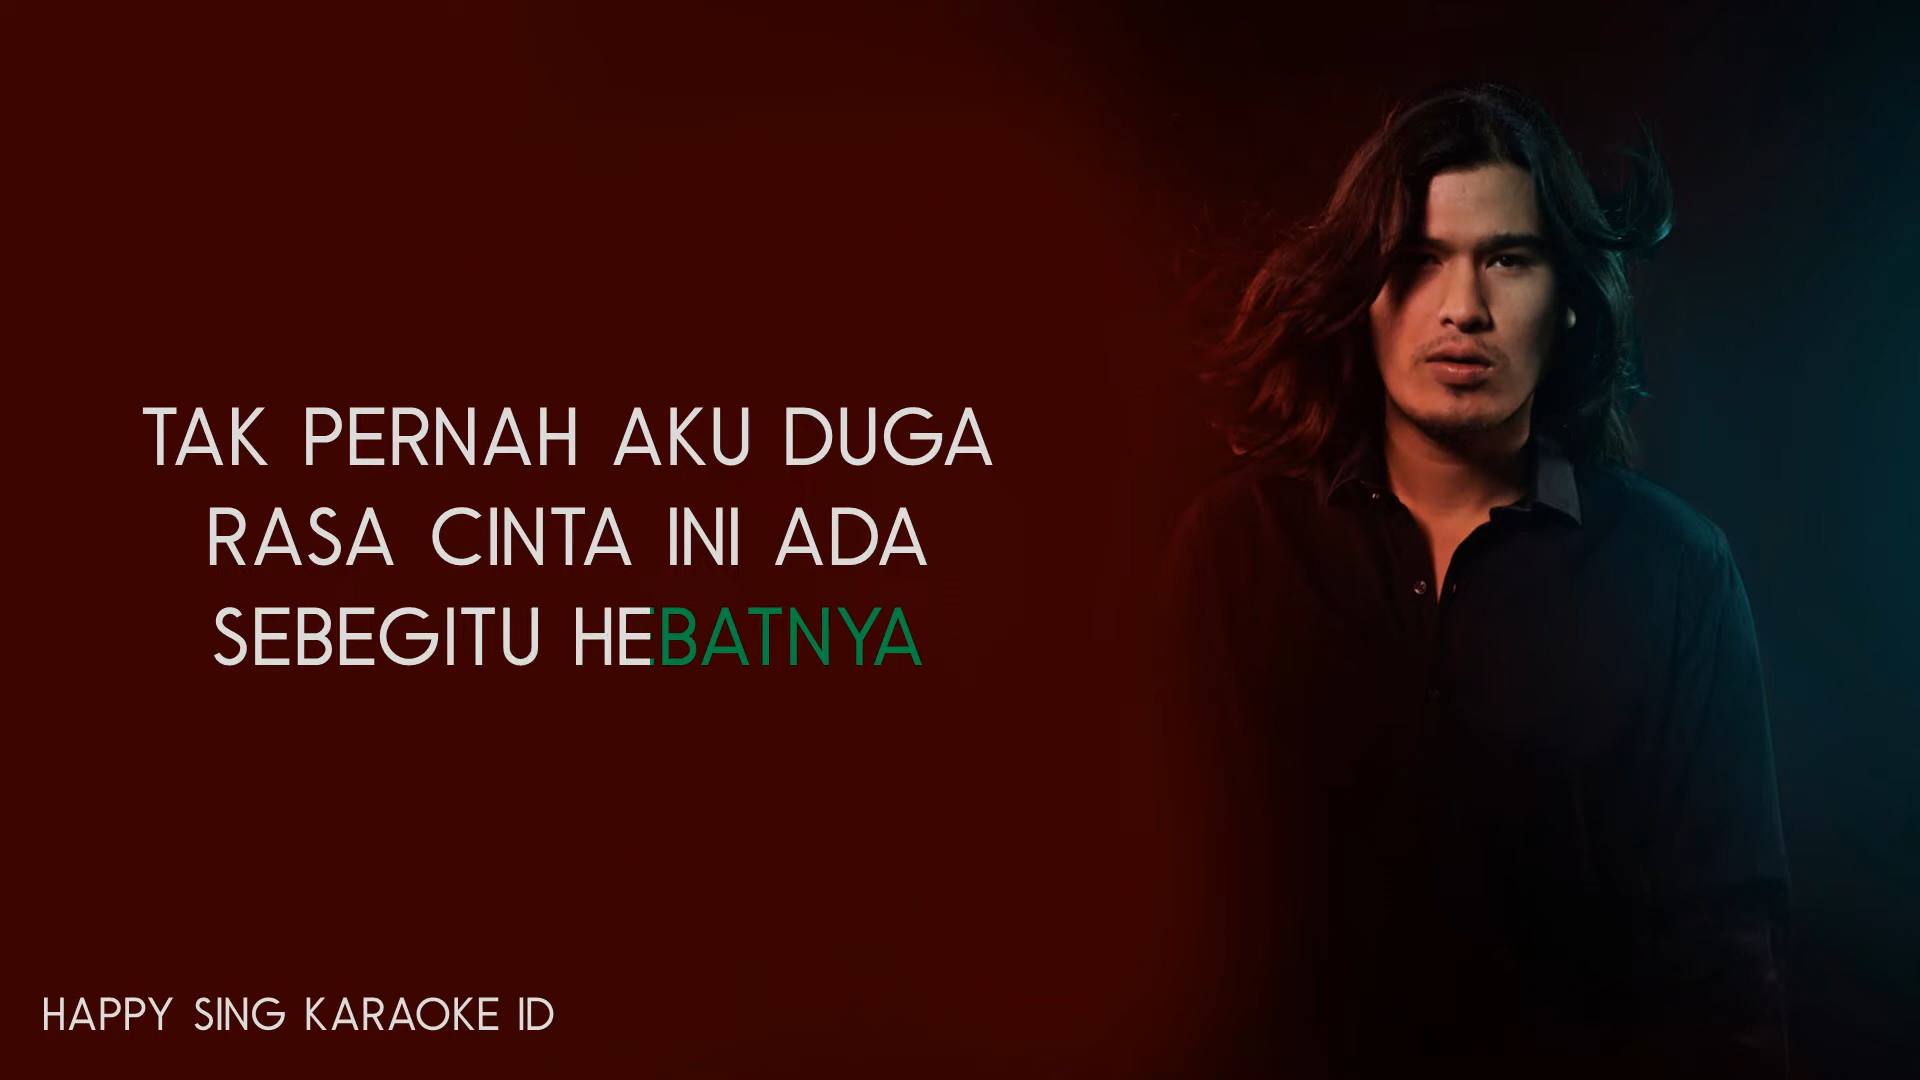 TAK PERNAH AKU DUGA
RASA CINTA INI ADA
SEBEGITU HEBATNYA
HAPPY SING KARAOKE ID